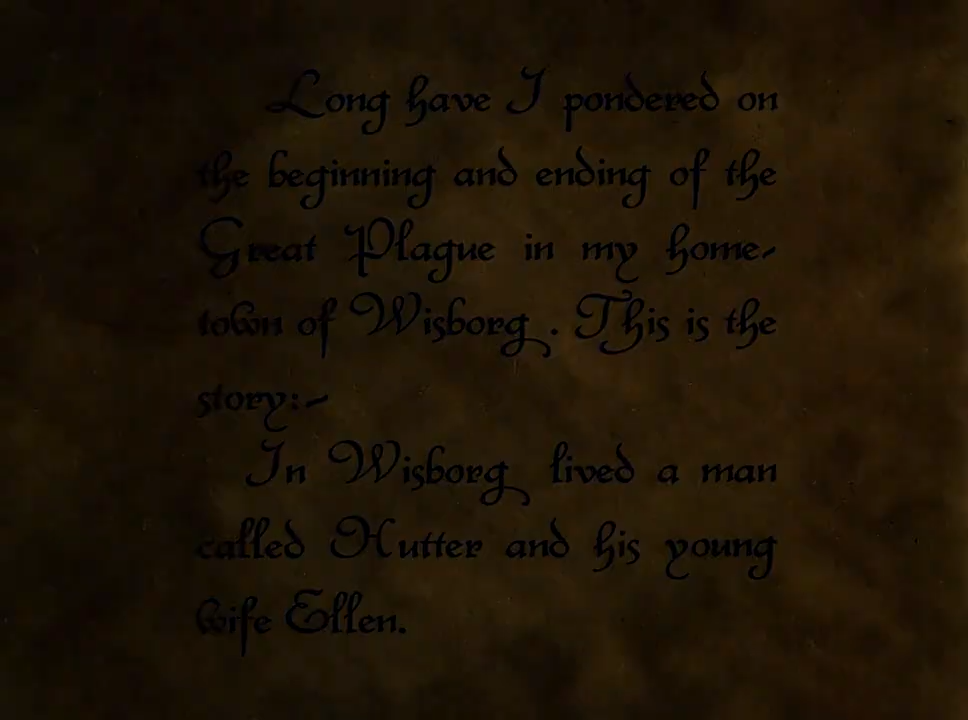 Long have I pondered on
the beginning and ending of the
Great Plague in my home-
town of Wisborg. This is the
story:-
In Wisborg lived a man
called Hutter and his young
wife Ellen.